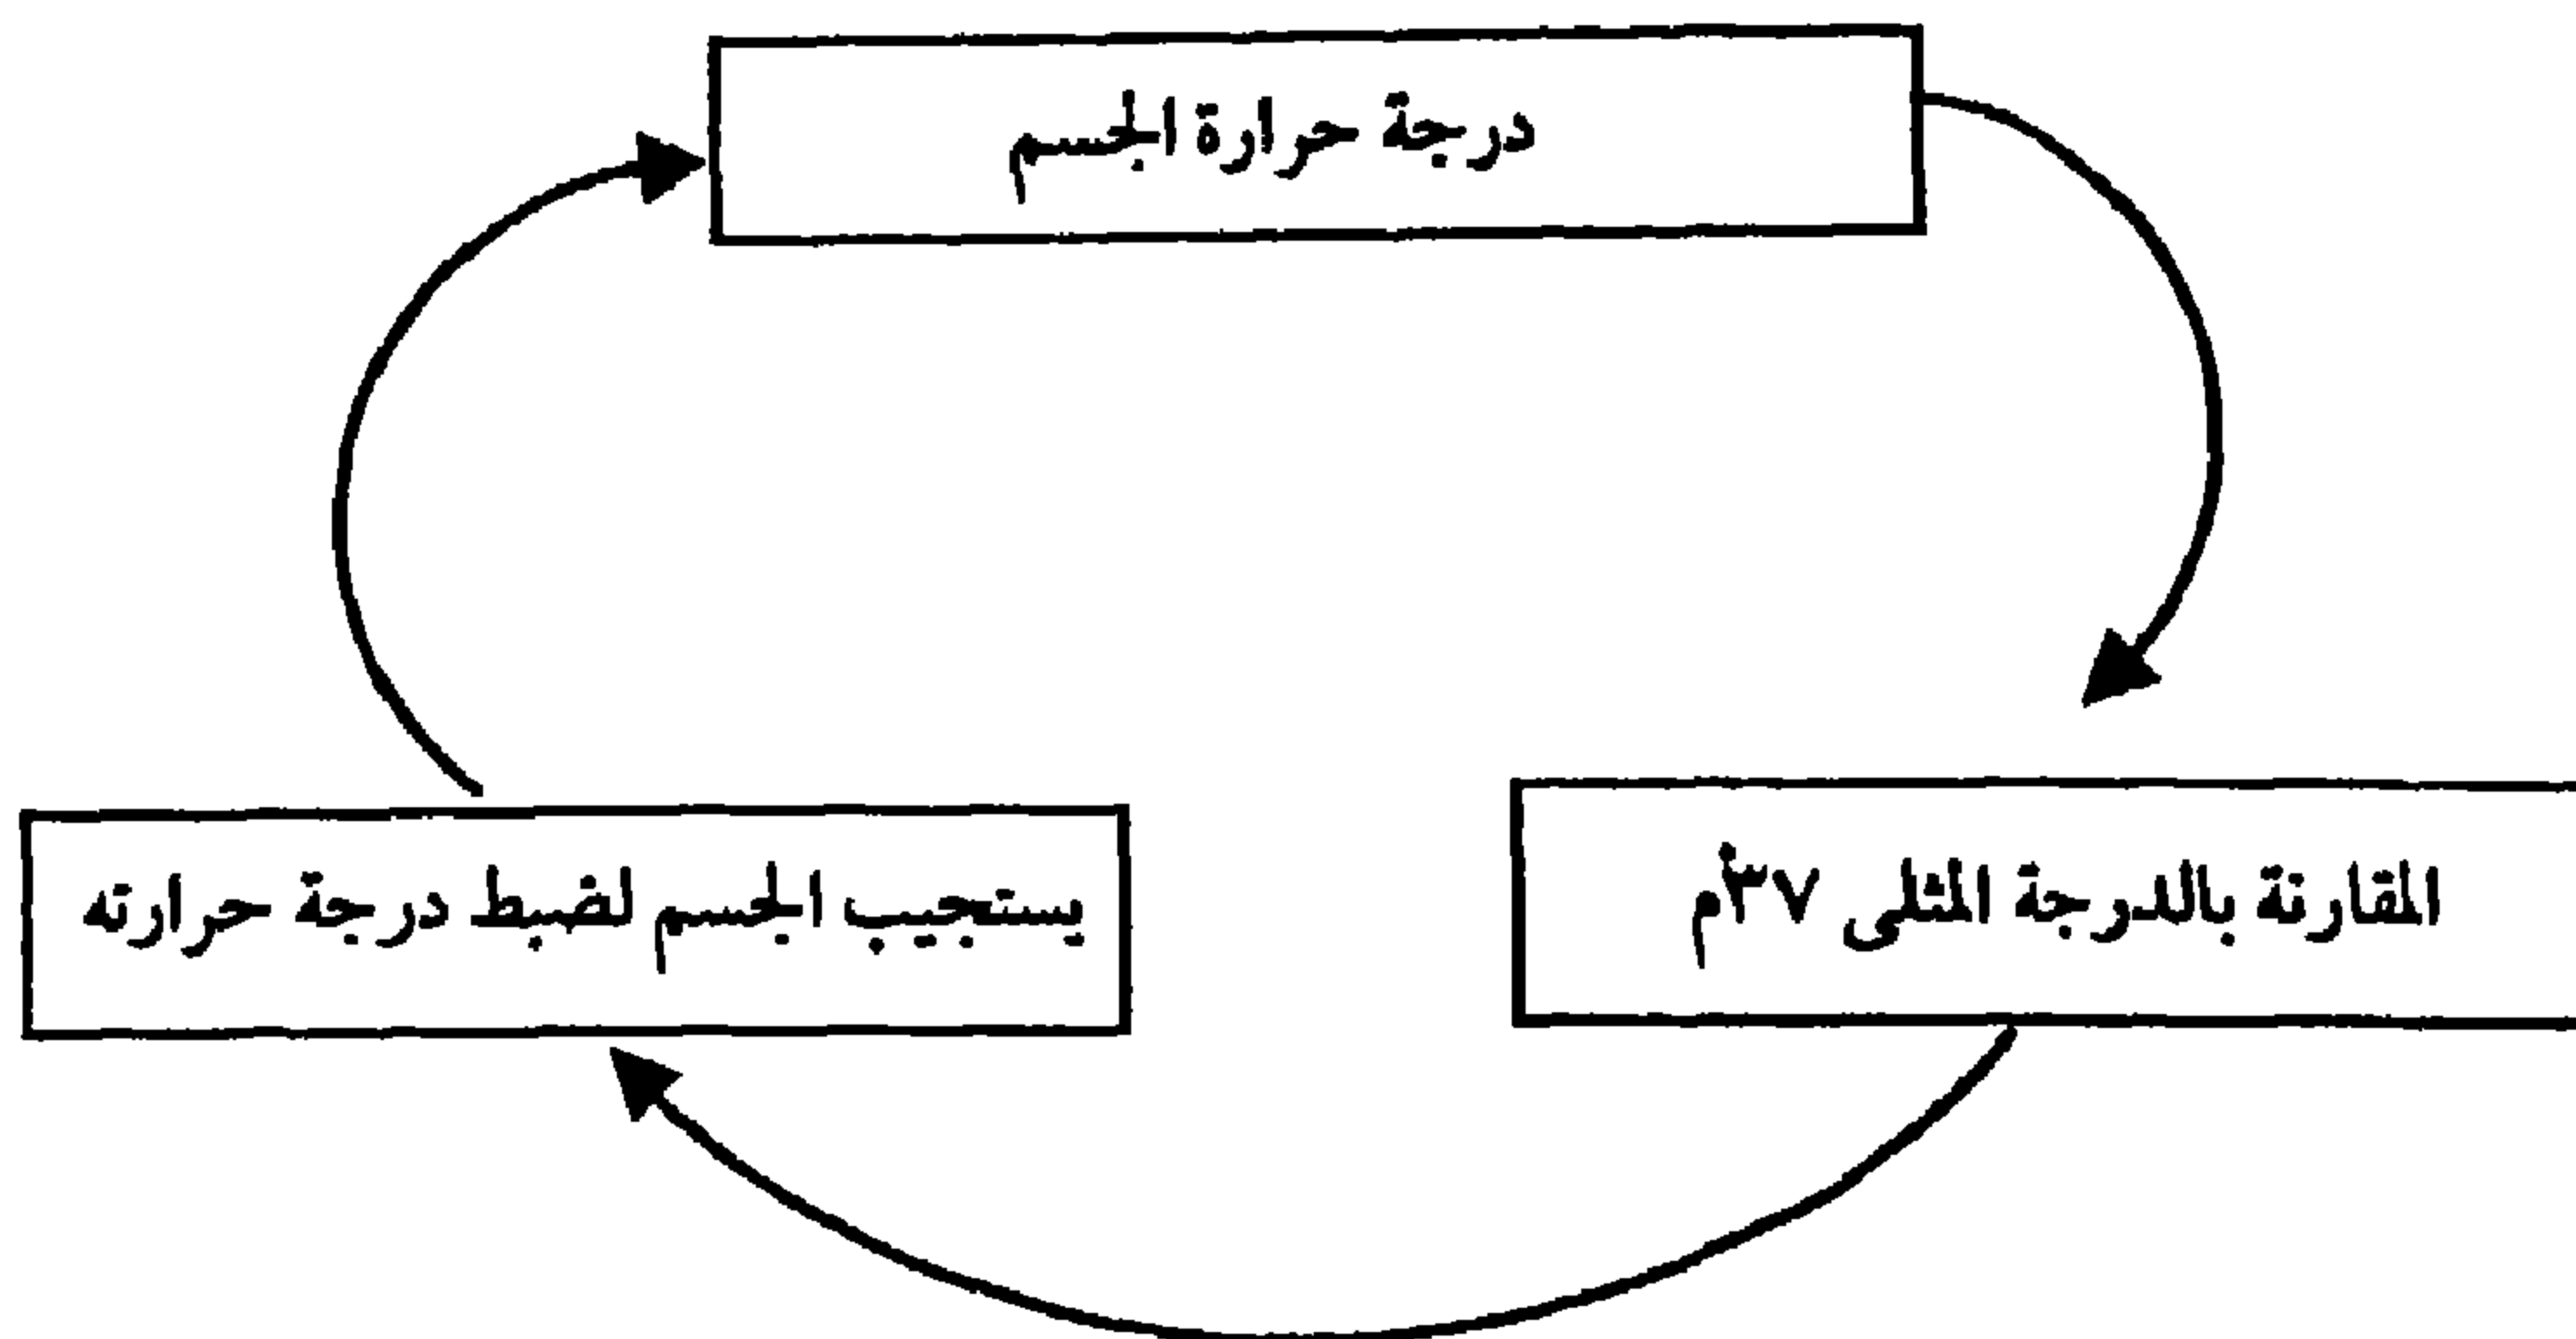 درجة حرارة الجسم
المقارنة بالدرجة المثلى ٣٧°م
يستجيب الجسم لضبط درجة حرارته